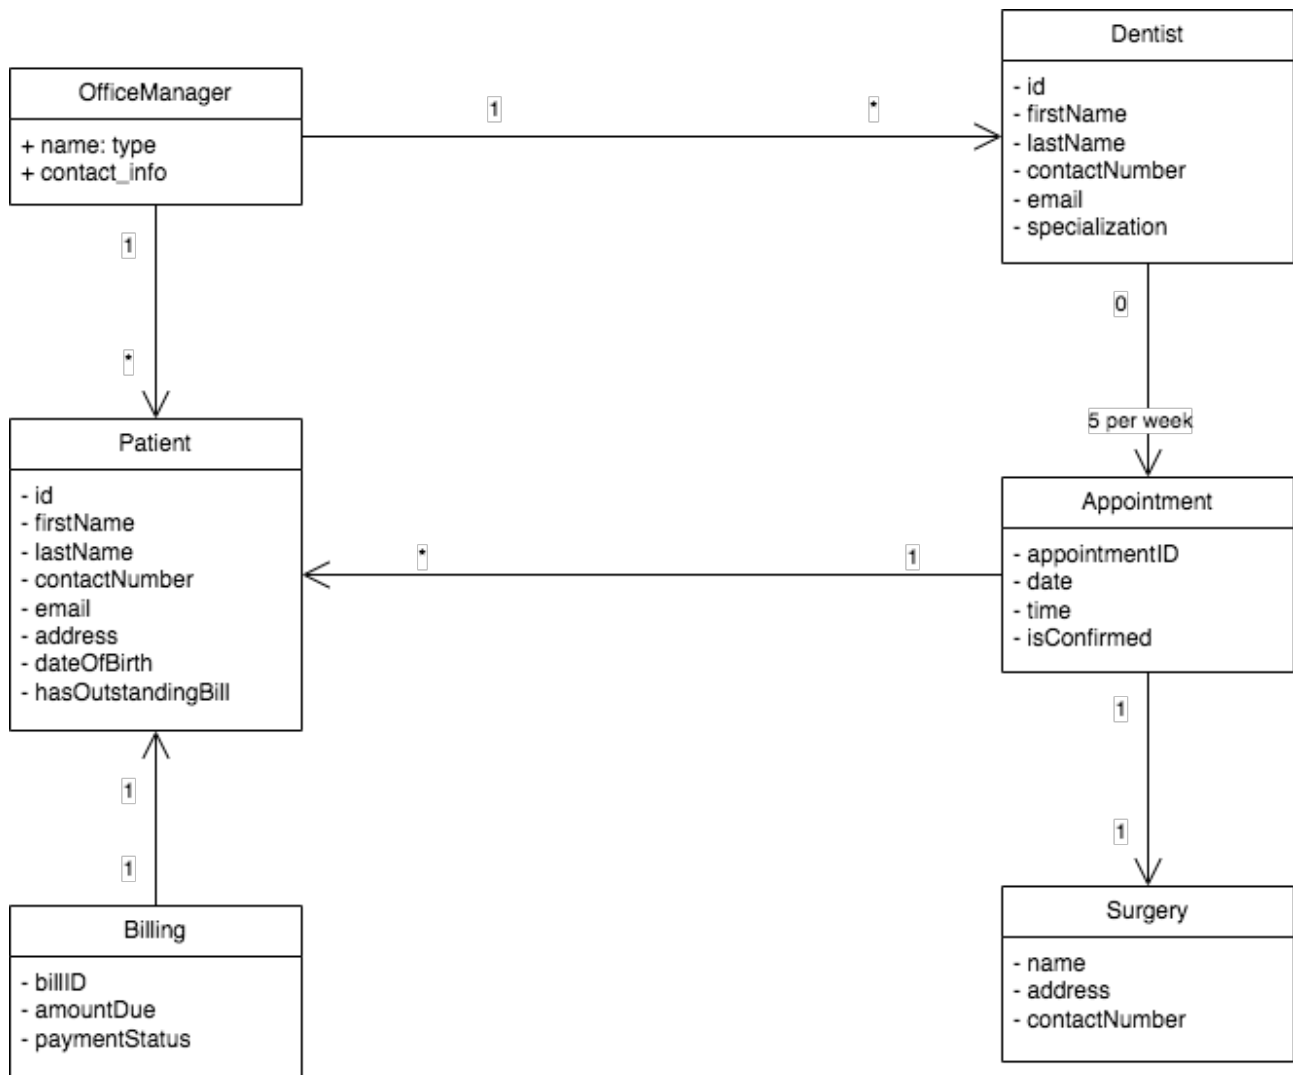 Dentist
- id
- firstName
- lastName
- contactNumber
- email
- specialization
OfficeManager
+ name: type
+ contact_info
1
*
1
*
0
5 per week
Patient
- id
- firstName
- lastName
- contactNumber
- email
- address
- dateOfBirth
- hasOutstandingBill
*
1
Appointment
- appointmentID
- date
- time
- isConfirmed
1
1
1
1
Billing
- billID
- amountDue
- paymentStatus
Surgery
- name
- address
- contactNumber